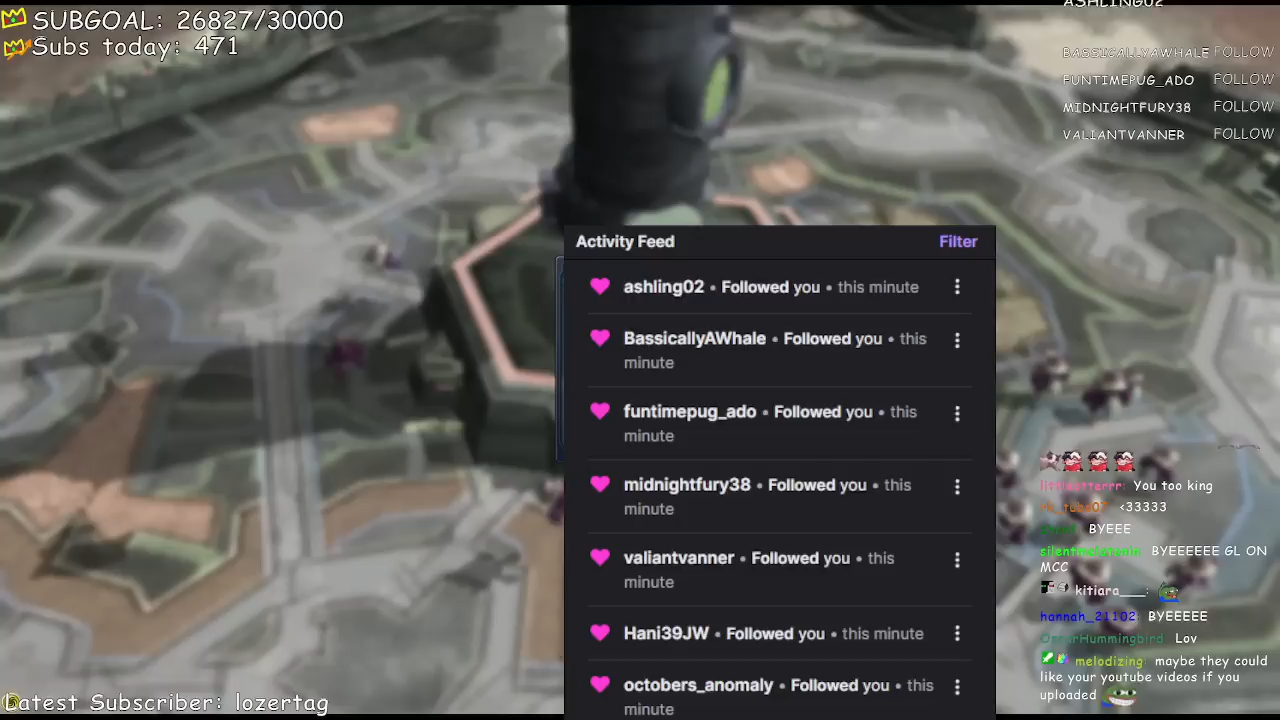 SUBGOAL: 26827/30000
Subs today: 471
ASHLING02
BASSICALLYAWHALE FOLLOW
FUNTIMEPUG_ADO FOLLOW
MIDNIGHTFURY38 FOLLOW
VALIANTVANNER FOLLOW
Activity Feed Filter
ashling02 • Followed you • this minute
BassicallyAWhale • Followed you • this
minute
funtimepug_ado • Followed you • this
minute
midnightfury38 • Followed you • this
minute
valiantvanner • Followed you • this
minute
Hani39JW • Followed you • this minute
octobers_anomaly • Followed you • this
minute
You too king
<33333
BYEEE
BYEEEEE GL ON
MCC
kitiara___:
hannah_21102 BYEEEEE
Lov
melodizing: maybe they could
like your youtube videos if you
uploaded
Latest Subscriber: lozertag